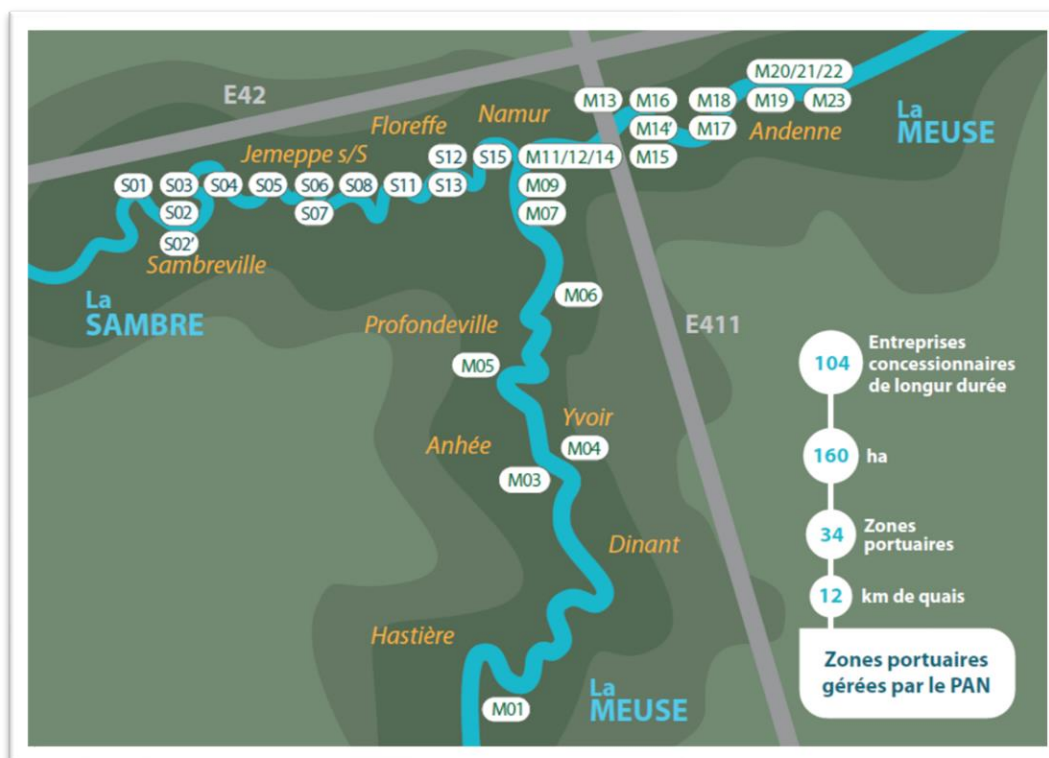 E42
Namur
Floreffe
Jemeppe s/S
M20/21/22
M13
M16
M18
M19
M23
La
MEUSE
M14'
M17
Andenne
S12
S15
M11/12/14
M15
S01
S03
S04
S05
S06
S08
S11
S13
M09
S02
S07
M07
S02'
Sambreville
La
SAMBRE
M06
Profondeville
E411
M05
Yvoir
Anhée
M04
M03
Dinant
Hastière
La
MEUSE
M01
104
Entreprises
concessionnaires
de longur durée
160
ha
34
Zones
portuaires
12
km de quais
Zones portuaires
gérées par le PAN